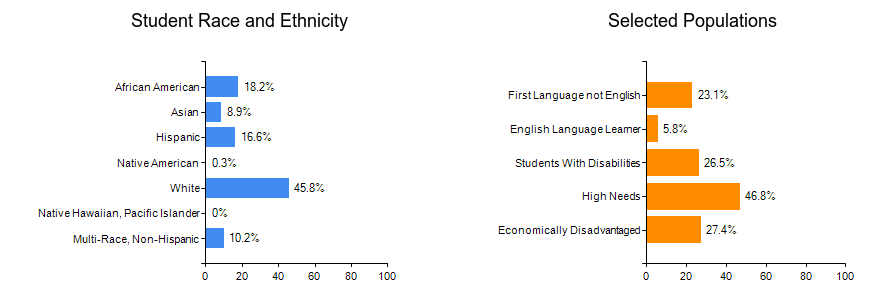 Student Race and Ethnicity
African American 18.2%
Asian 8.9%
Hispanic 16.6%
Native American 0.3%
White 45.8%
Native Hawaiian, Pacific Islander 0%
Multi-Race, Non-Hispanic 10.2%
0 20 40 60 80 100
Selected Populations
First Language not English 23.1%
English Language Learner 5.8%
Students With Disabilities 26.5%
High Needs 46.8%
Economically Disadvantaged 27.4%
0 20 40 60 80 100